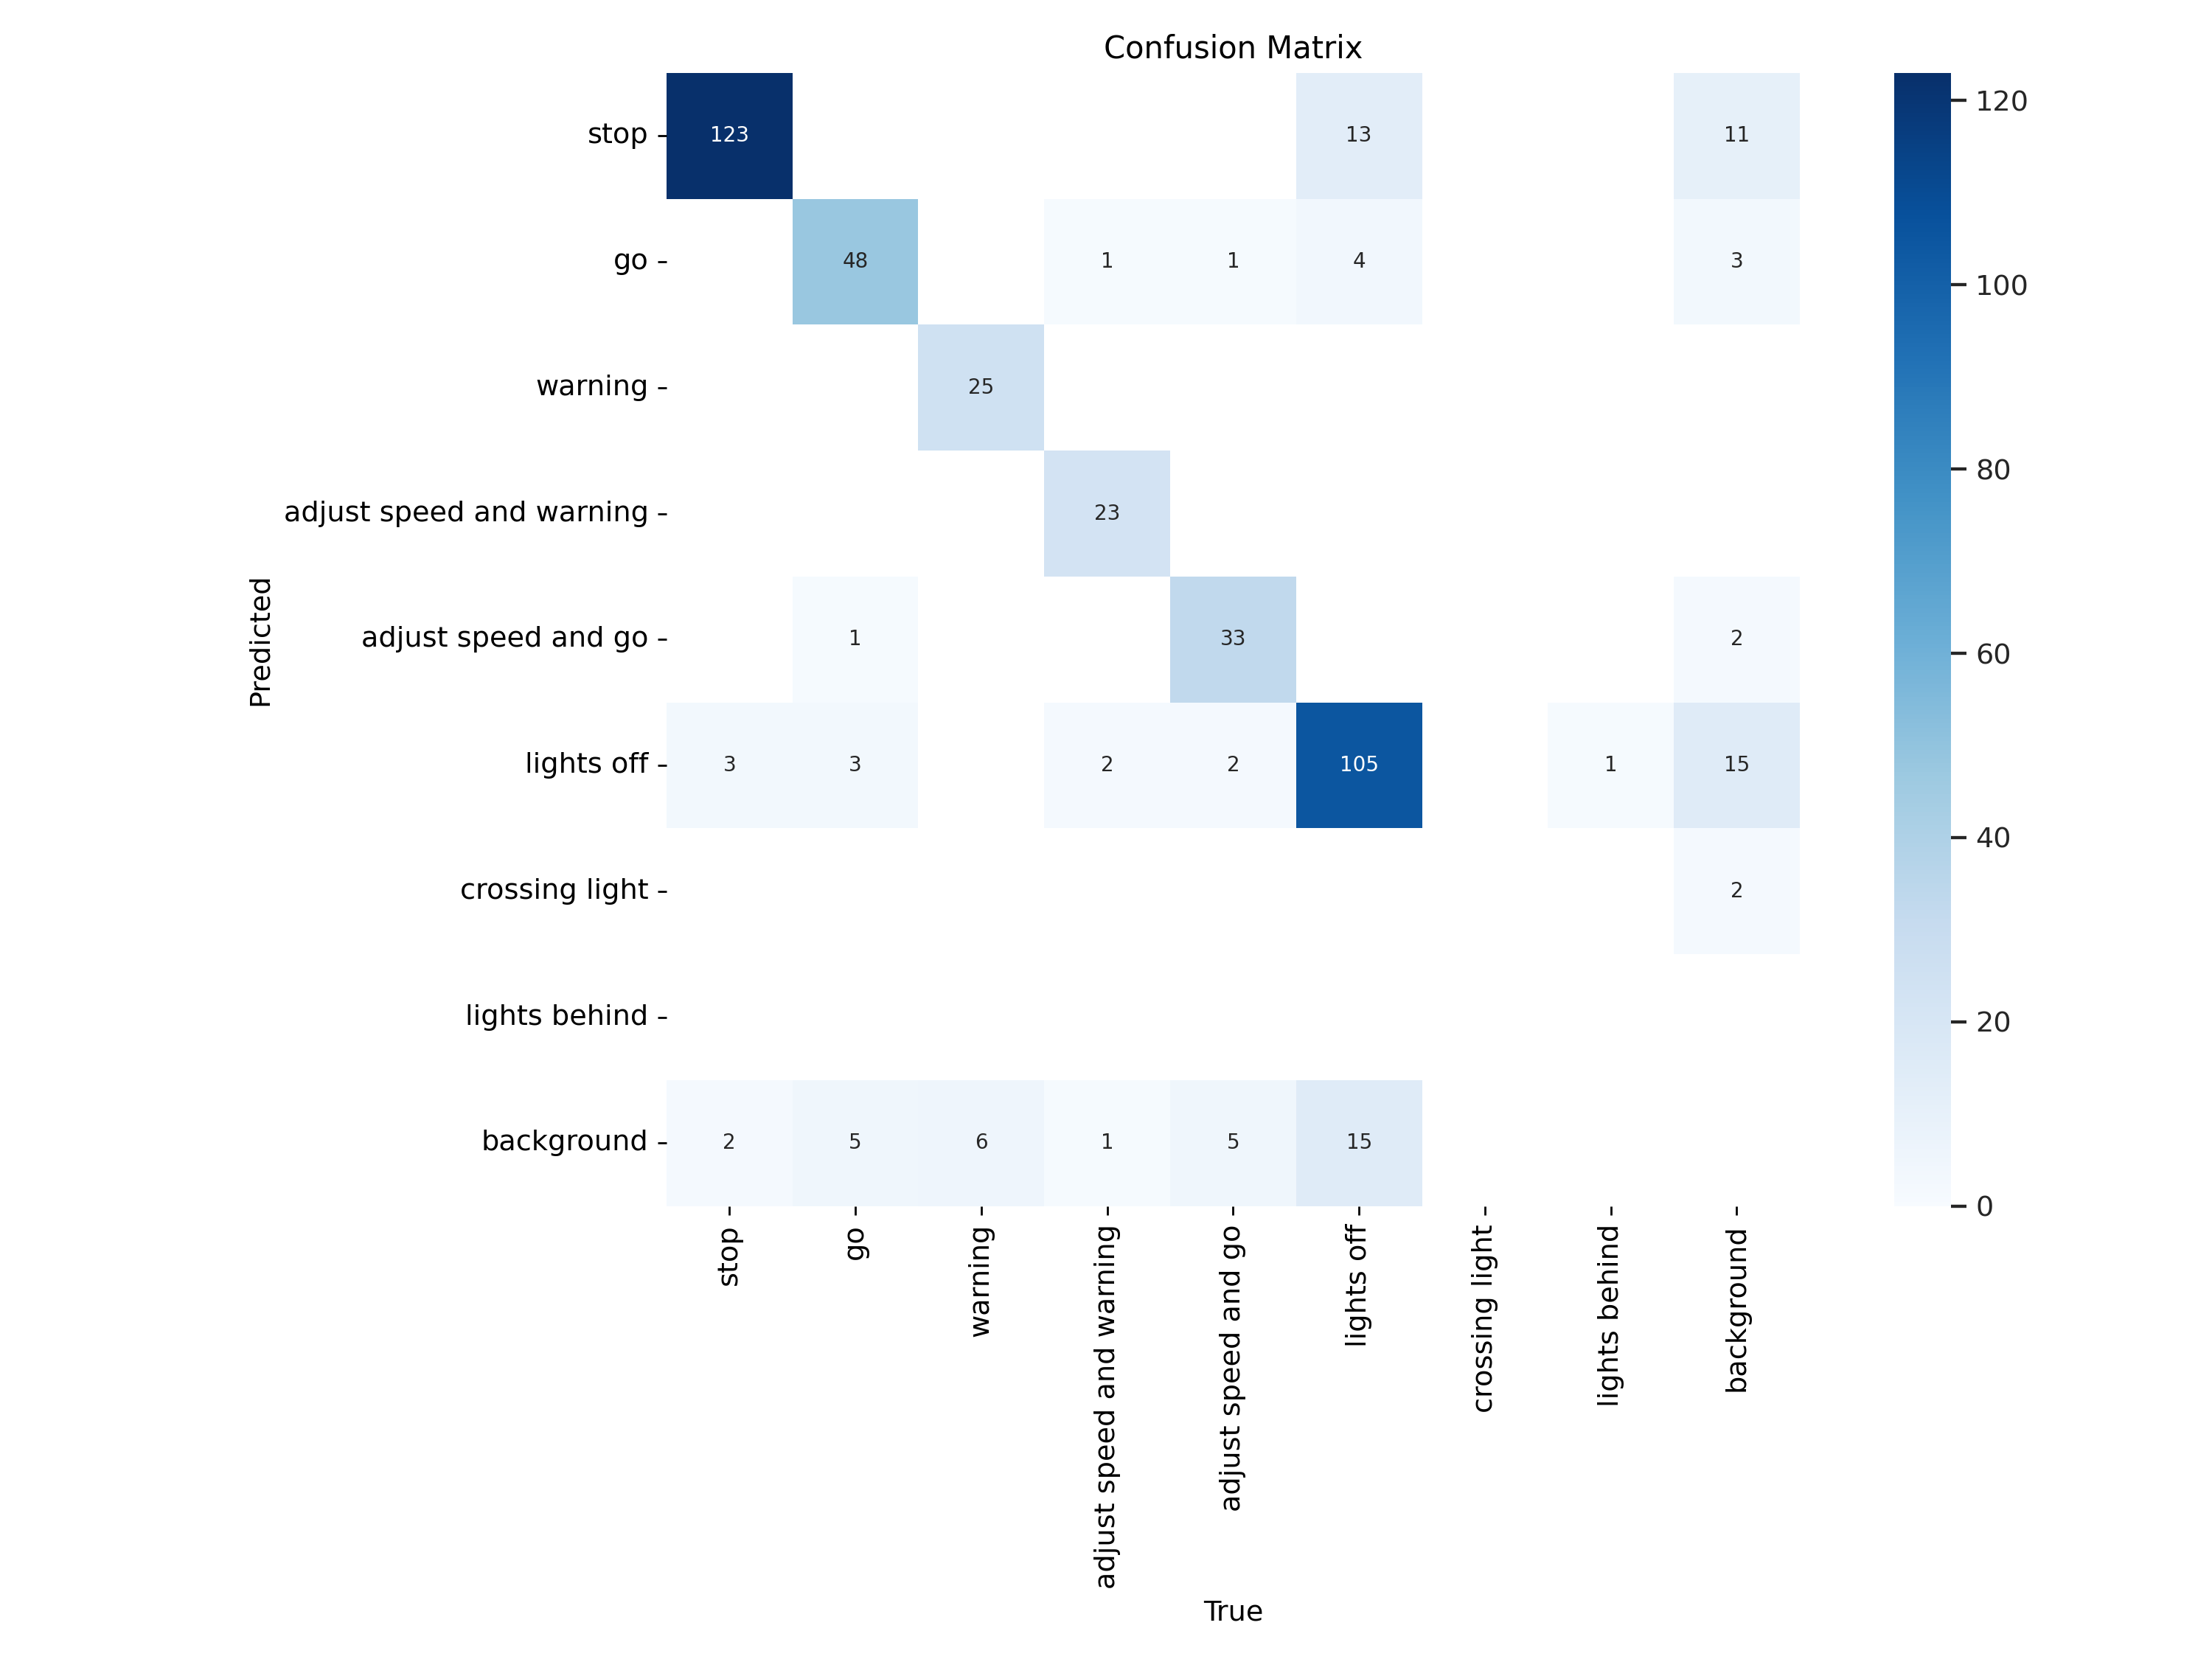 Confusion Matrix
stop 123 13 11
go 48 1 1 4 3
warning 25
adjust speed and warning 23
adjust speed and go 1 33 2
lights off 3 3 2 2 105 1 15
crossing light 2
lights behind
background 2 5 6 1 5 15
Predicted
stop
go
warning
adjust speed and warning
adjust speed and go
lights off
crossing light
lights behind
background
True
120
100
80
60
40
20
0